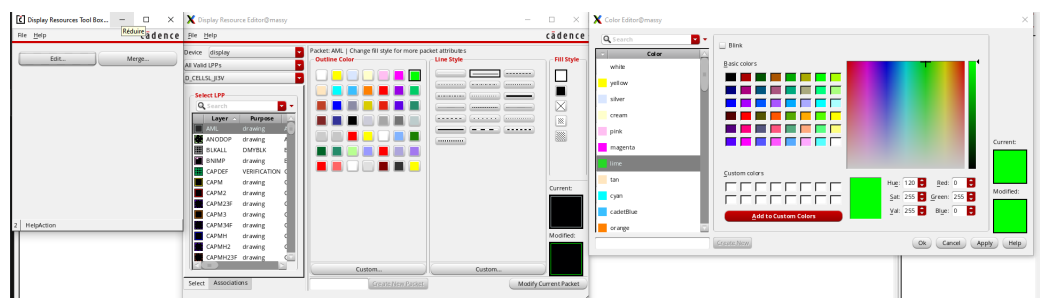 Display Resources Tool Box...
Réduire
File Help
cādence
Edit...
Merge...
2 HelpAction
Display Resource Editor@massy
File Help
cādence
Device display
All Valid LPPs
D_CELLSL_JI3V
Select LPP
Search
Layer Purpose
AML drawing
ANODOP drawing
BLKALL DMYBLK
BNIMP drawing
CAPDEF VERIFICATION
CAPM drawing
CAPM2 drawing
CAPM23F drawing
CAPM3 drawing
CAPM34F drawing
CAPMH drawing
CAPMH2 drawing
CAPMH23F drawing
Select Associations
Packet: AML | Change fill style for more packet attributes
Outline Color
Line Style
Fill Style
Current:
Modified:
Custom...
Custom...
Create New Packet
Modify Current Packet
Color Editor@massy
Search
Color
white
yellow
silver
cream
pink
magenta
lime
tan
cyan
cadetBlue
orange
Create New
Blink
Basic colors
Custom colors
Add to Custom Colors
Hue: 120 Red: 0
Sat: 255 Green: 255
Val: 255 Blue: 0
Current:
Modified:
Ok Cancel Apply Help